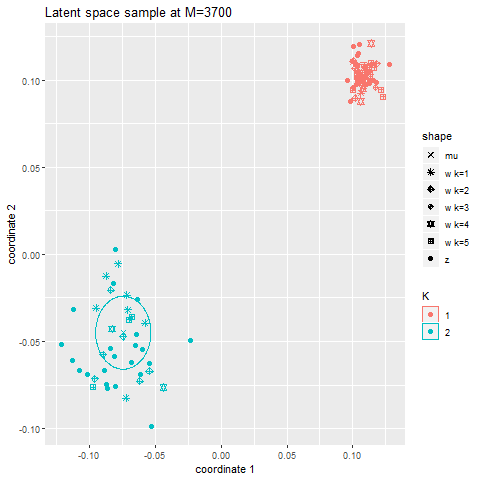 Latent space sample at M=3700
coordinate 2
0.10
0.05
0.00
-0.05
-0.10
-0.10
-0.05
0.00
0.05
0.10
coordinate 1
shape
mu
w k=1
w k=2
w k=3
w k=4
w k=5
z
K
1
2